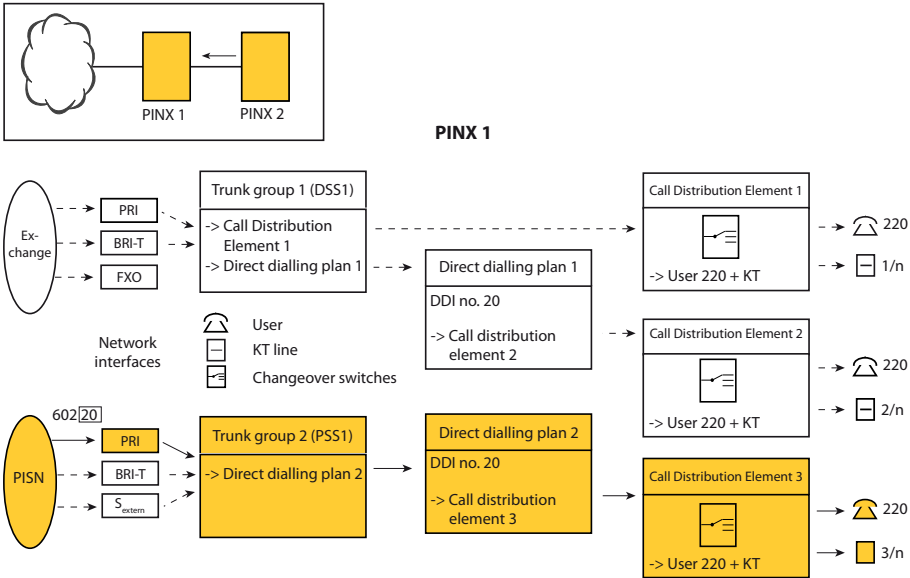 PINX 1
PINX 2
PINX 1
Ex-
change
PRI
BRI-T
FXO
Trunk group 1 (DSS1)
-> Call Distribution
Element 1
-> Direct dialling plan 1
Direct dialling plan 1
DDI no. 20
-> Call distribution
element 2
Call Distribution Element 1
-> User 220 + KT
220
1/n
Network
interfaces
User
KT line
Changeover switches
Call Distribution Element 2
-> User 220 + KT
220
2/n
60220
PISN
PRI
BRI-T
Sextern
Trunk group 2 (PSS1)
-> Direct dialling plan 2
Direct dialling plan 2
DDI no. 20
-> Call distribution
element 3
Call Distribution Element 3
-> User 220 + KT
220
3/n